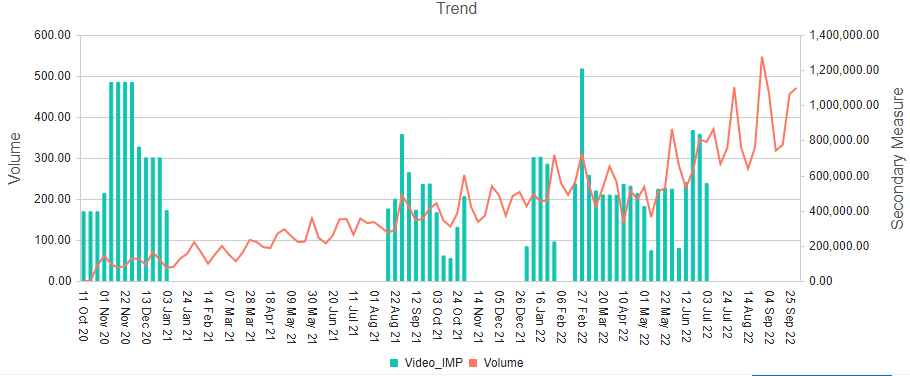 Trend
600.00
500.00
400.00
300.00
200.00
100.00
0.00
Volume
1,400,000.00
1,200,000.00
1,000,000.00
800,000.00
600,000.00
400,000.00
200,000.00
0.00
Secondary Measure
11 Oct 20
01 Nov 20
22 Nov 20
13 Dec 20
03 Jan 21
24 Jan 21
14 Feb 21
07 Mar 21
28 Mar 21
18 Apr 21
09 May 21
30 May 21
20 Jun 21
11 Jul 21
01 Aug 21
22 Aug 21
12 Sep 21
03 Oct 21
24 Oct 21
14 Nov 21
05 Dec 21
26 Dec 21
16 Jan 22
06 Feb 22
27 Feb 22
20 Mar 22
10 Apr 22
01 May 22
22 May 22
12 Jun 22
03 Jul 22
24 Jul 22
14 Aug 22
04 Sep 22
25 Sep 22
Video_IMP Volume